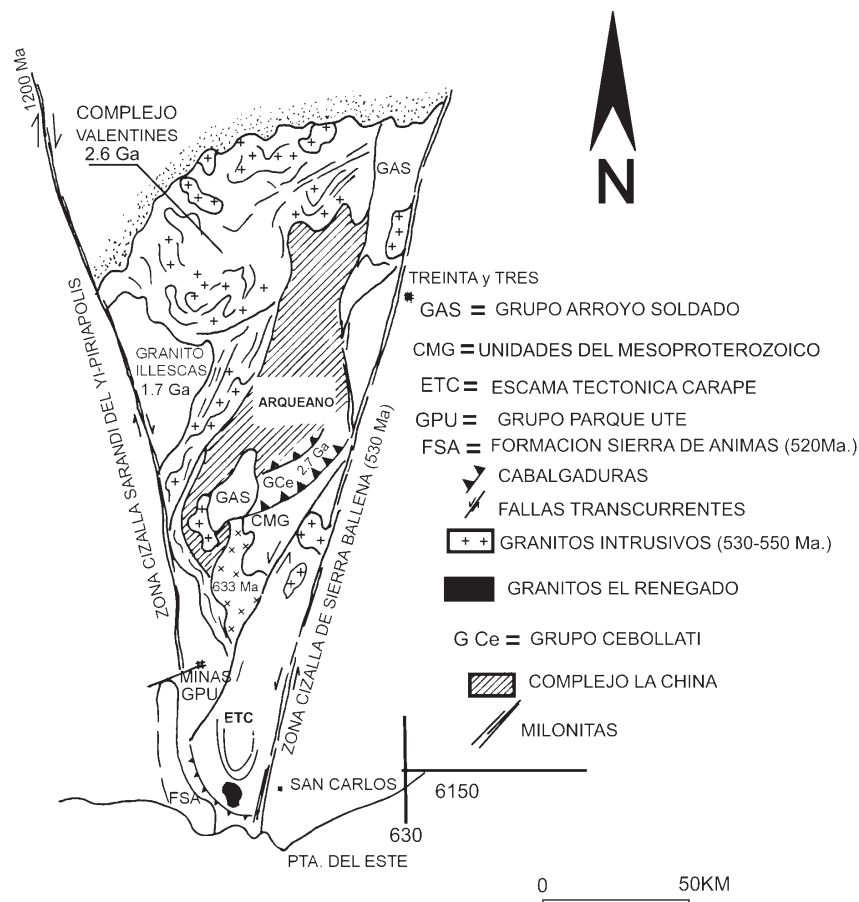 1200 Ma
COMPLEJO
VALENTINES
2.6 Ga
N
GAS
TREINTA y TRES
GAS = GRUPO ARROYO SOLDADO
CMG = UNIDADES DEL MESOPROTEROZOICO
ETC = ESCAMA TECTONICA CARAPE
GPU = GRUPO PARQUE UTE
FSA = FORMACION SIERRA DE ANIMAS (520Ma.)
CABALGADURAS
FALLAS TRANSCURRENTES
GRANITOS INTRUSIVOS (530-550 Ma.)
GRANITOS EL RENEGADO
G Ce = GRUPO CEBOLLATI
COMPLEJO LA CHINA
MILONITAS
ZONA CIZALLA SARANDI DEL YI-PIRIAPOLIS
GRANITO
ILLESCAS
1.7 Ga
ARQUEANO
2.7 Ga
GCe
GAS
CMG
633 Ma
ZONA CIZALLA DE SIERRA BALLENA (530 Ma)
MINAS
GPU
ETC
FSA
SAN CARLOS
6150
630
PTA. DEL ESTE
0 50KM